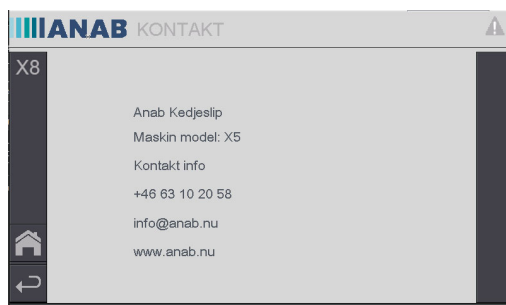 ANAB KONTAKT
X8
Anab Kedjeslip
Maskin model: X5
Kontakt info
+46 63 10 20 58
info@anab.nu
www.anab.nu